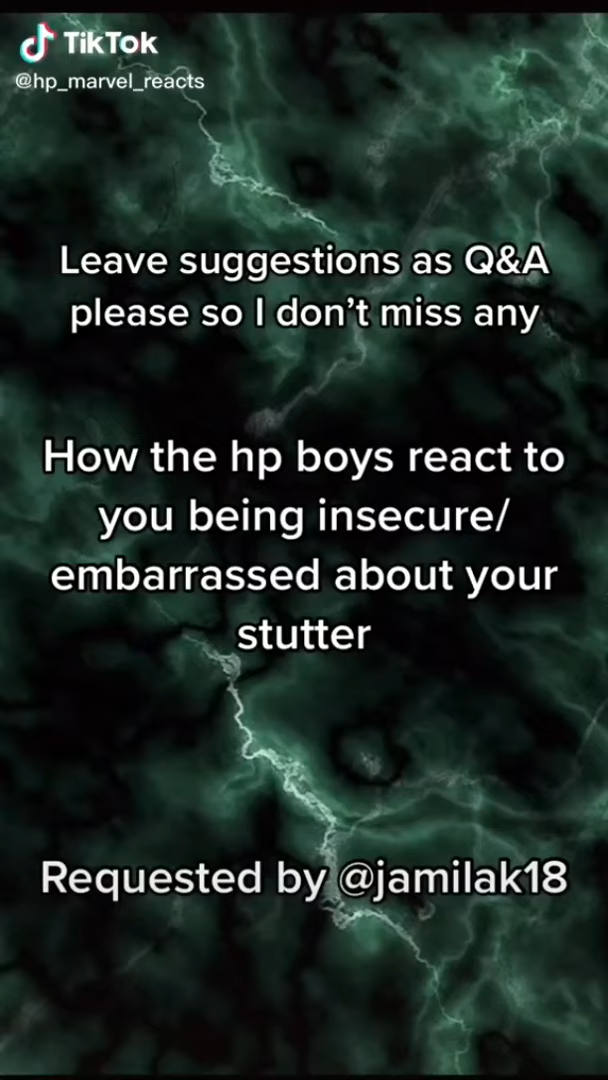 TikTok
@hp_marvel_reacts
Leave suggestions as Q&A
please so I don’t miss any
How the hp boys react to
you being insecure/
embarrassed about your
stutter
Requested by @jamilak18